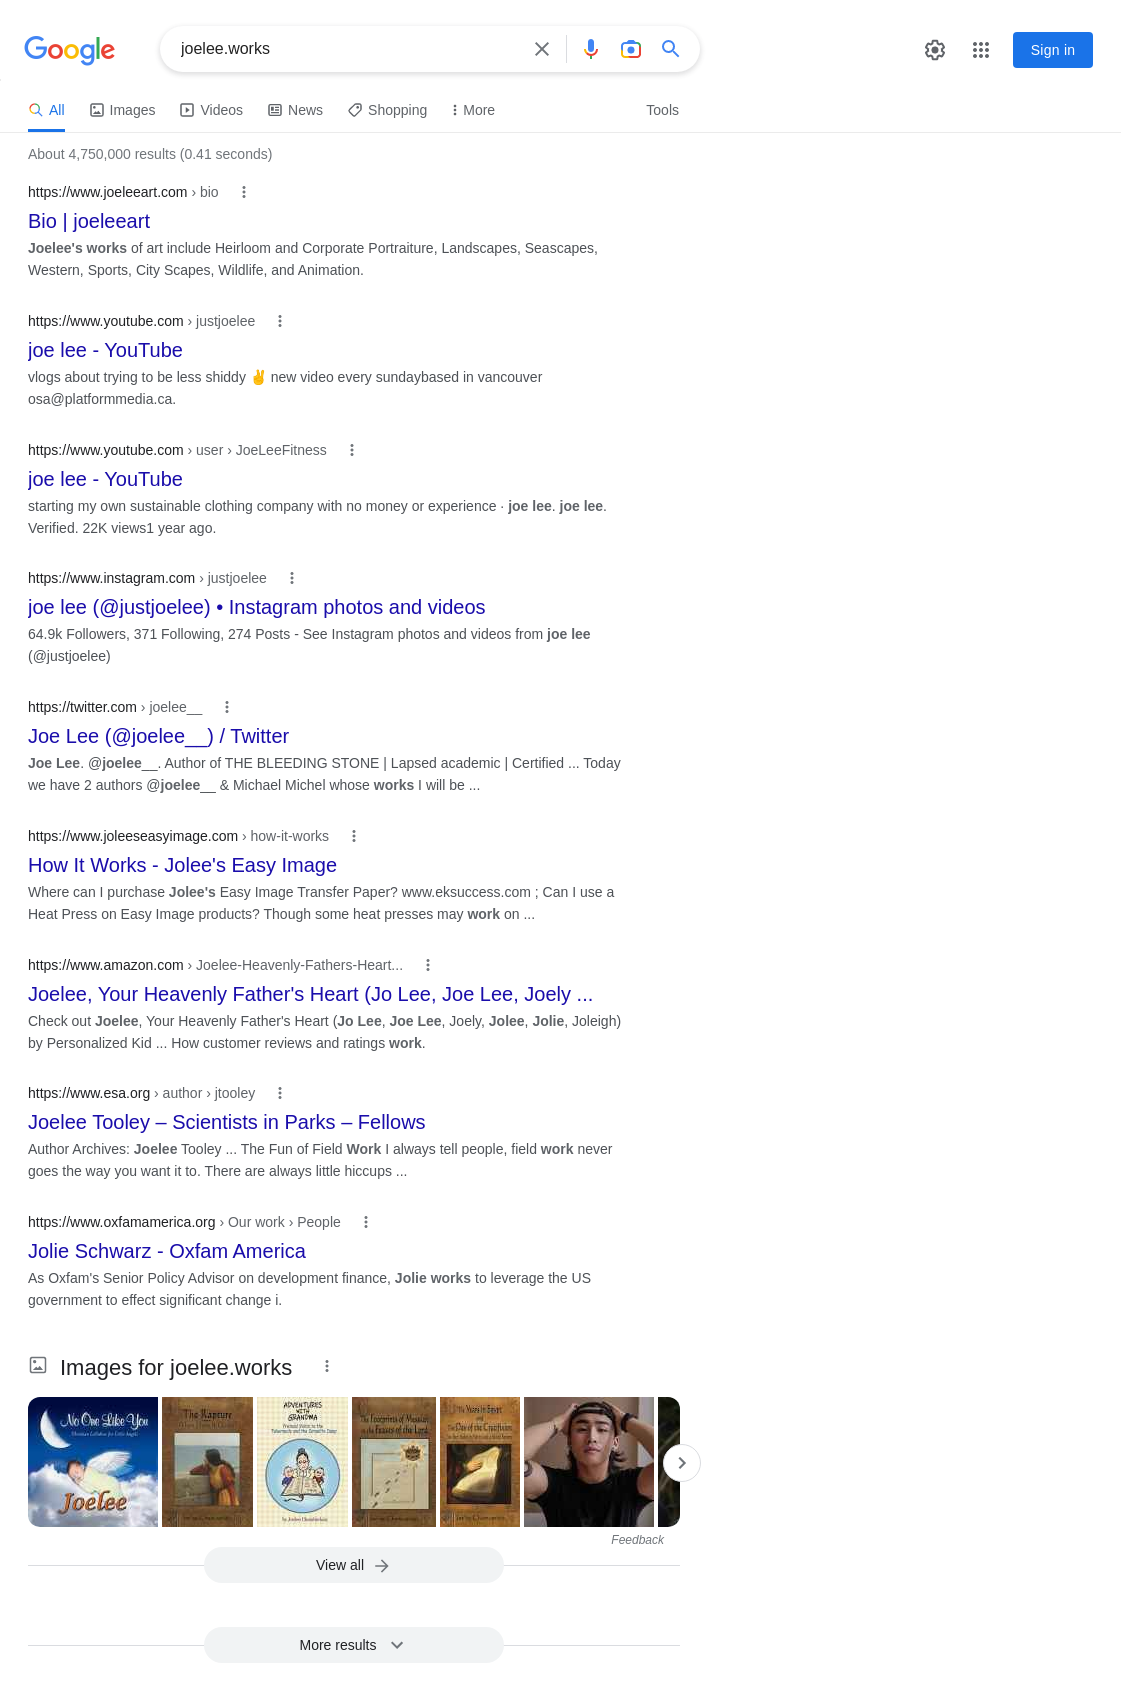 Google
joelee.works
Sign in
All
Images
Videos
News
Shopping
More
Tools
About 4,750,000 results (0.41 seconds)
https://www.joeleeart.com › bio
Bio | joeleeart
Joelee's works of art include Heirloom and Corporate Portraiture, Landscapes, Seascapes,
Western, Sports, City Scapes, Wildlife, and Animation.
https://www.youtube.com › justjoelee
joe lee - YouTube
vlogs about trying to be less shiddy ✌️ new video every sundaybased in vancouver
osa@platformmedia.ca.
https://www.youtube.com › user › JoeLeeFitness
joe lee - YouTube
starting my own sustainable clothing company with no money or experience · joe lee. joe lee.
Verified. 22K views1 year ago.
https://www.instagram.com › justjoelee
joe lee (@justjoelee) • Instagram photos and videos
64.9k Followers, 371 Following, 274 Posts - See Instagram photos and videos from joe lee
(@justjoelee)
https://twitter.com › joelee__
Joe Lee (@joelee__) / Twitter
Joe Lee. @joelee__. Author of THE BLEEDING STONE | Lapsed academic | Certified ... Today
we have 2 authors @joelee__ & Michael Michel whose works I will be ...
https://www.joleeseasyimage.com › how-it-works
How It Works - Jolee's Easy Image
Where can I purchase Jolee's Easy Image Transfer Paper? www.eksuccess.com ; Can I use a
Heat Press on Easy Image products? Though some heat presses may work on ...
https://www.amazon.com › Joelee-Heavenly-Fathers-Heart...
Joelee, Your Heavenly Father's Heart (Jo Lee, Joe Lee, Joely ...
Check out Joelee, Your Heavenly Father's Heart (Jo Lee, Joe Lee, Joely, Jolee, Jolie, Joleigh)
by Personalized Kid ... How customer reviews and ratings work.
https://www.esa.org › author › jtooley
Joelee Tooley – Scientists in Parks – Fellows
Author Archives: Joelee Tooley ... The Fun of Field Work I always tell people, field work never
goes the way you want it to. There are always little hiccups ...
https://www.oxfamamerica.org › Our work › People
Jolie Schwarz - Oxfam America
As Oxfam's Senior Policy Advisor on development finance, Jolie works to leverage the US
government to effect significant change i.
Images for joelee.works
No One Like You
Joelee
The Rapture
ADVENTURES
WITH
GRANDMA
The Footprints of Messiah
in the Feasts of the Lord
Feedback
View all
More results